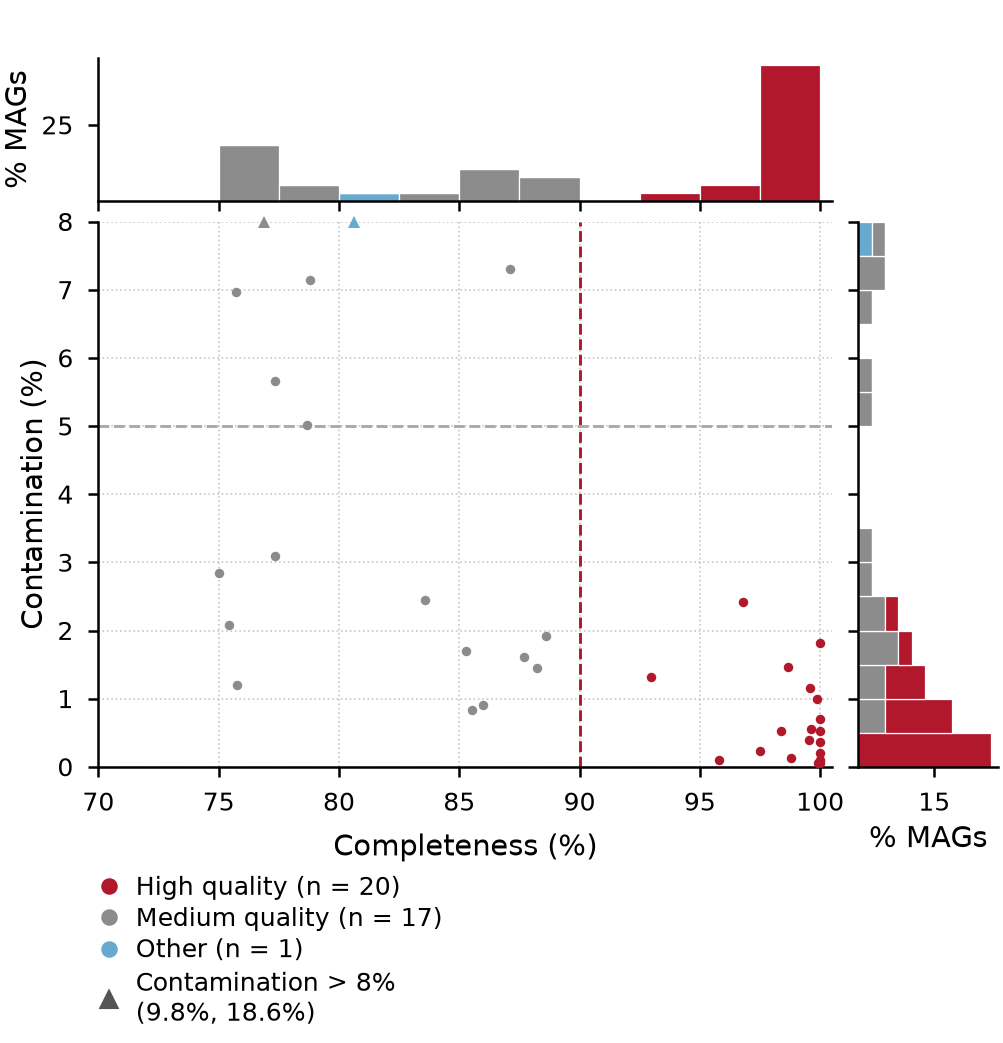 % MAGs
25
8
7
6
5
4
3
2
1
0
Contamination (%)
70 75 80 85 90 95 100
Completeness (%)
15
% MAGs
High quality (n = 20)
Medium quality (n = 17)
Other (n = 1)
Contamination > 8%
(9.8%, 18.6%)